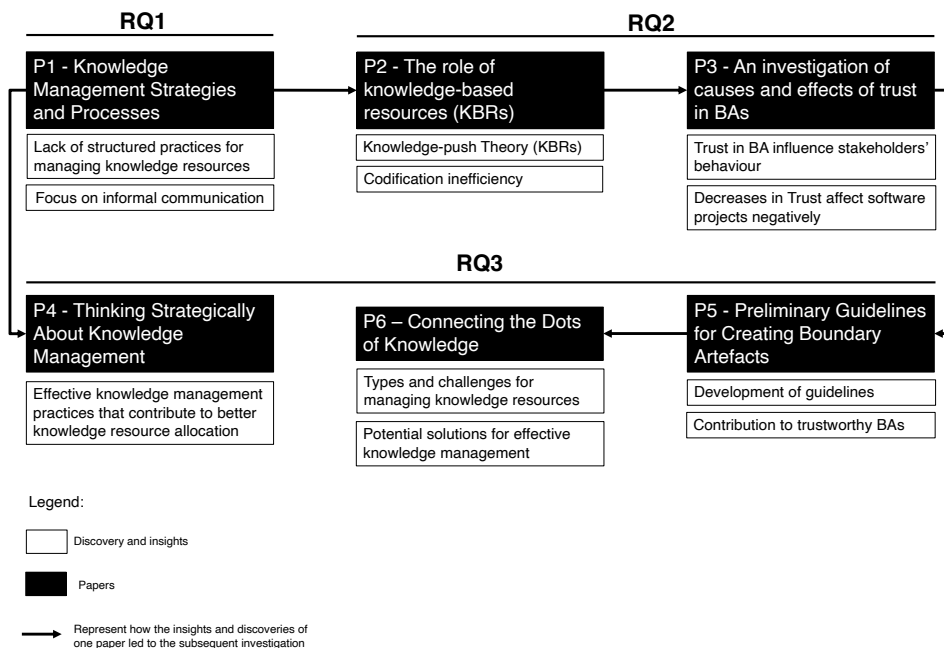 RQ1
RQ2
P1 - Knowledge
Management Strategies
and Processes
Lack of structured practices for
managing knowledge resources
Focus on informal communication
P2 - The role of
knowledge-based
resources (KBRs)
Knowledge-push Theory (KBRs)
Codification inefficiency
P3 - An investigation of
causes and effects of trust
in BAs
Trust in BA influence stakeholders’
behaviour
Decreases in Trust affect software
projects negatively
RQ3
P4 - Thinking Strategically
About Knowledge
Management
Effective knowledge management
practices that contribute to better
knowledge resource allocation
P6 – Connecting the Dots
of Knowledge
Types and challenges for
managing knowledge resources
Potential solutions for effective
knowledge management
P5 - Preliminary Guidelines
for Creating Boundary
Artefacts
Development of guidelines
Contribution to trustworthy BAs
Legend:
Discovery and insights
Papers
Represent how the insights and discoveries of
one paper led to the subsequent investigation